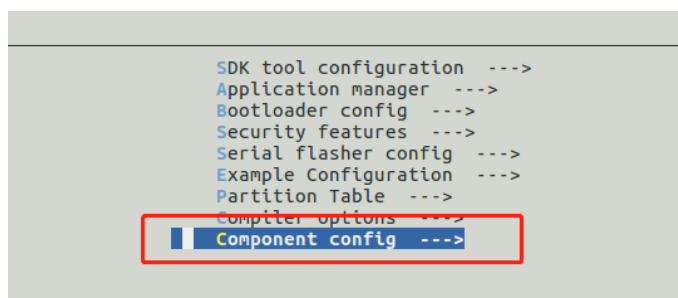 SDK tool configuration --->
Application manager --->
Bootloader config --->
Security features --->
Serial flasher config --->
Example Configuration --->
Partition Table --->
Compiler options --->
Component config --->